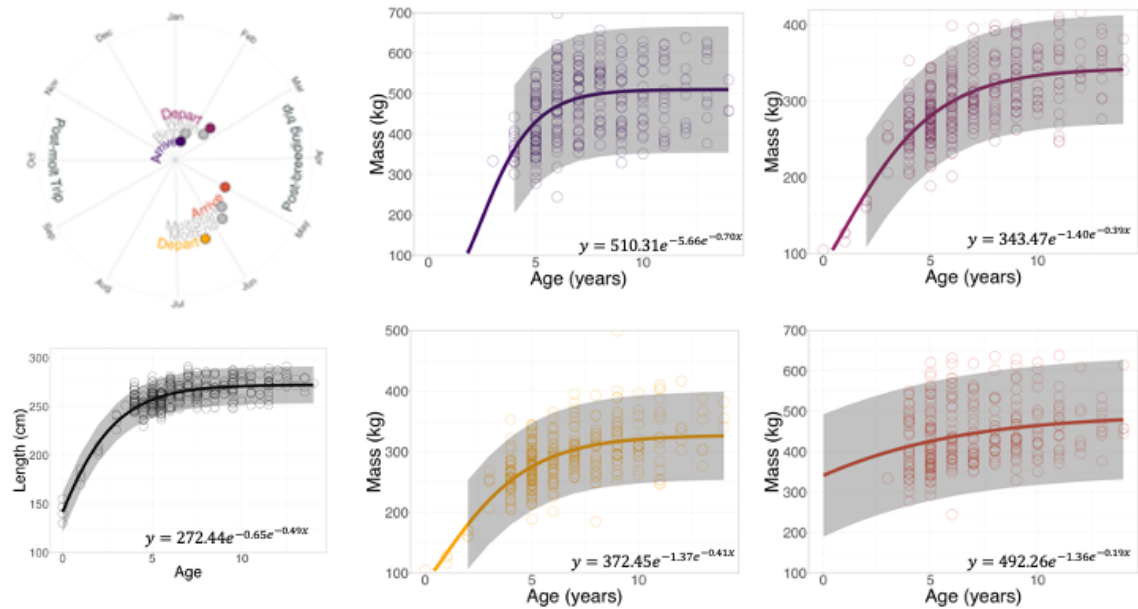 Jan
Feb
Mar
Apr
May
Jun
Jul
Aug
Sep
Oct
Nov
Dec
Post-breeding trip
Post-molt Trip
Depart
Arrive
Arrive
Depart
700
600
500
400
300
200
100
0
5
10
Mass (kg)
Age (years)
y = 510.31e^{-5.66e^{-0.70x}}
400
300
200
100
0
5
10
Mass (kg)
Age (years)
y = 343.47e^{-1.40e^{-0.39x}}
300
250
200
150
100
0
5
10
Length (cm)
Age
y = 272.44e^{-0.65e^{-0.49x}}
500
400
300
200
100
0
5
10
Mass (kg)
Age (years)
y = 372.45e^{-1.37e^{-0.41x}}
700
600
500
400
300
200
100
0
5
10
Mass (kg)
Age (years)
y = 492.26e^{-1.36e^{-0.19x}}